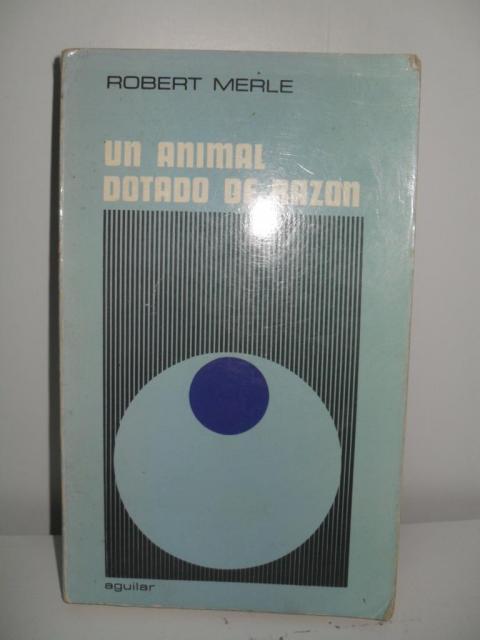 ROBERT MERLE
UN ANIMAL
DOTADO DE RAZON
aguilar